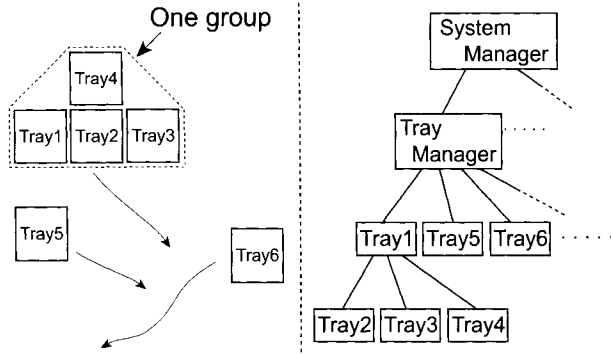 One group
Tray4
Tray1 Tray2 Tray3
Tray5
Tray6
System
Manager
Tray
Manager
Tray1 Tray5 Tray6
Tray2 Tray3 Tray4